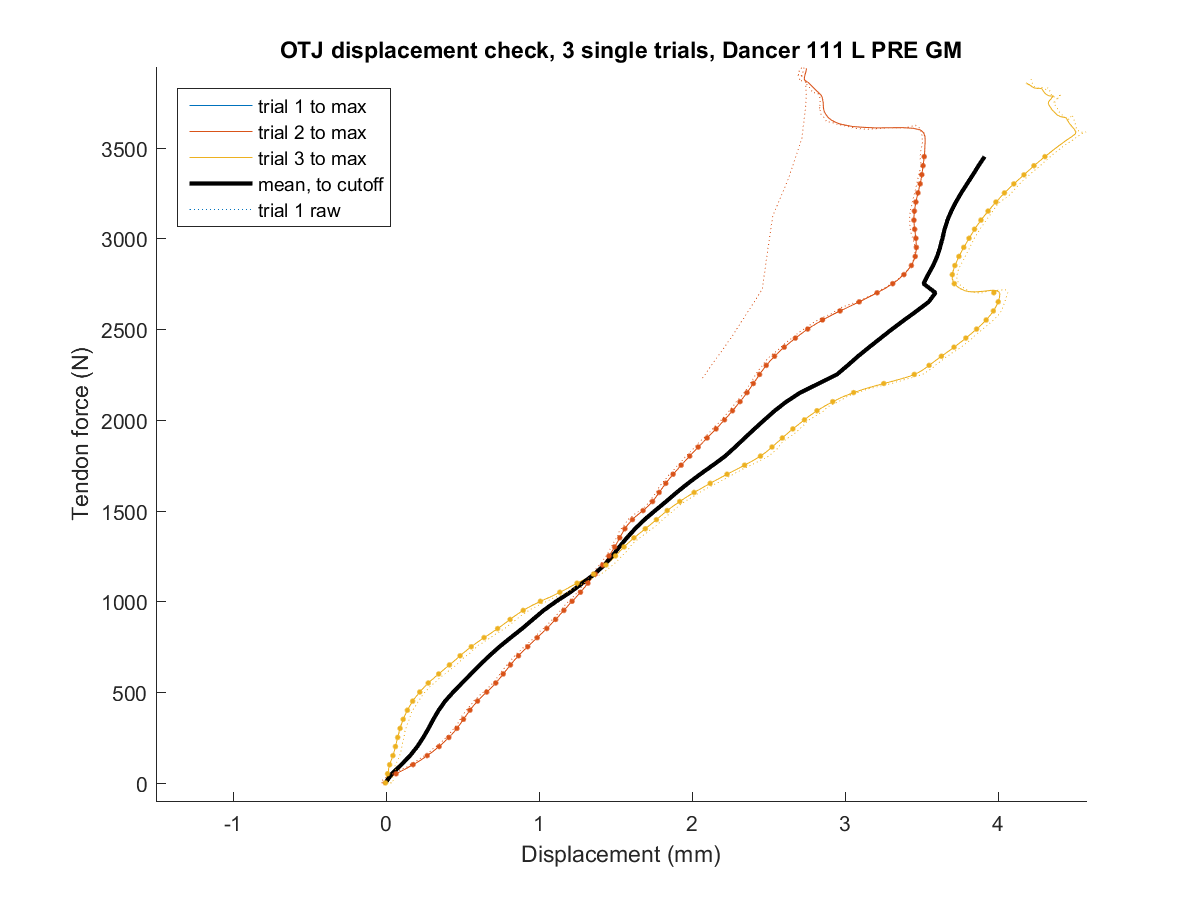 OTJ displacement check, 3 single trials, Dancer 111 L PRE GM
trial 1 to max
trial 2 to max
trial 3 to max
mean, to cutoff
trial 1 raw
3500
3000
2500
2000
1500
1000
500
0
Tendon force (N)
-1 0 1 2 3 4
Displacement (mm)